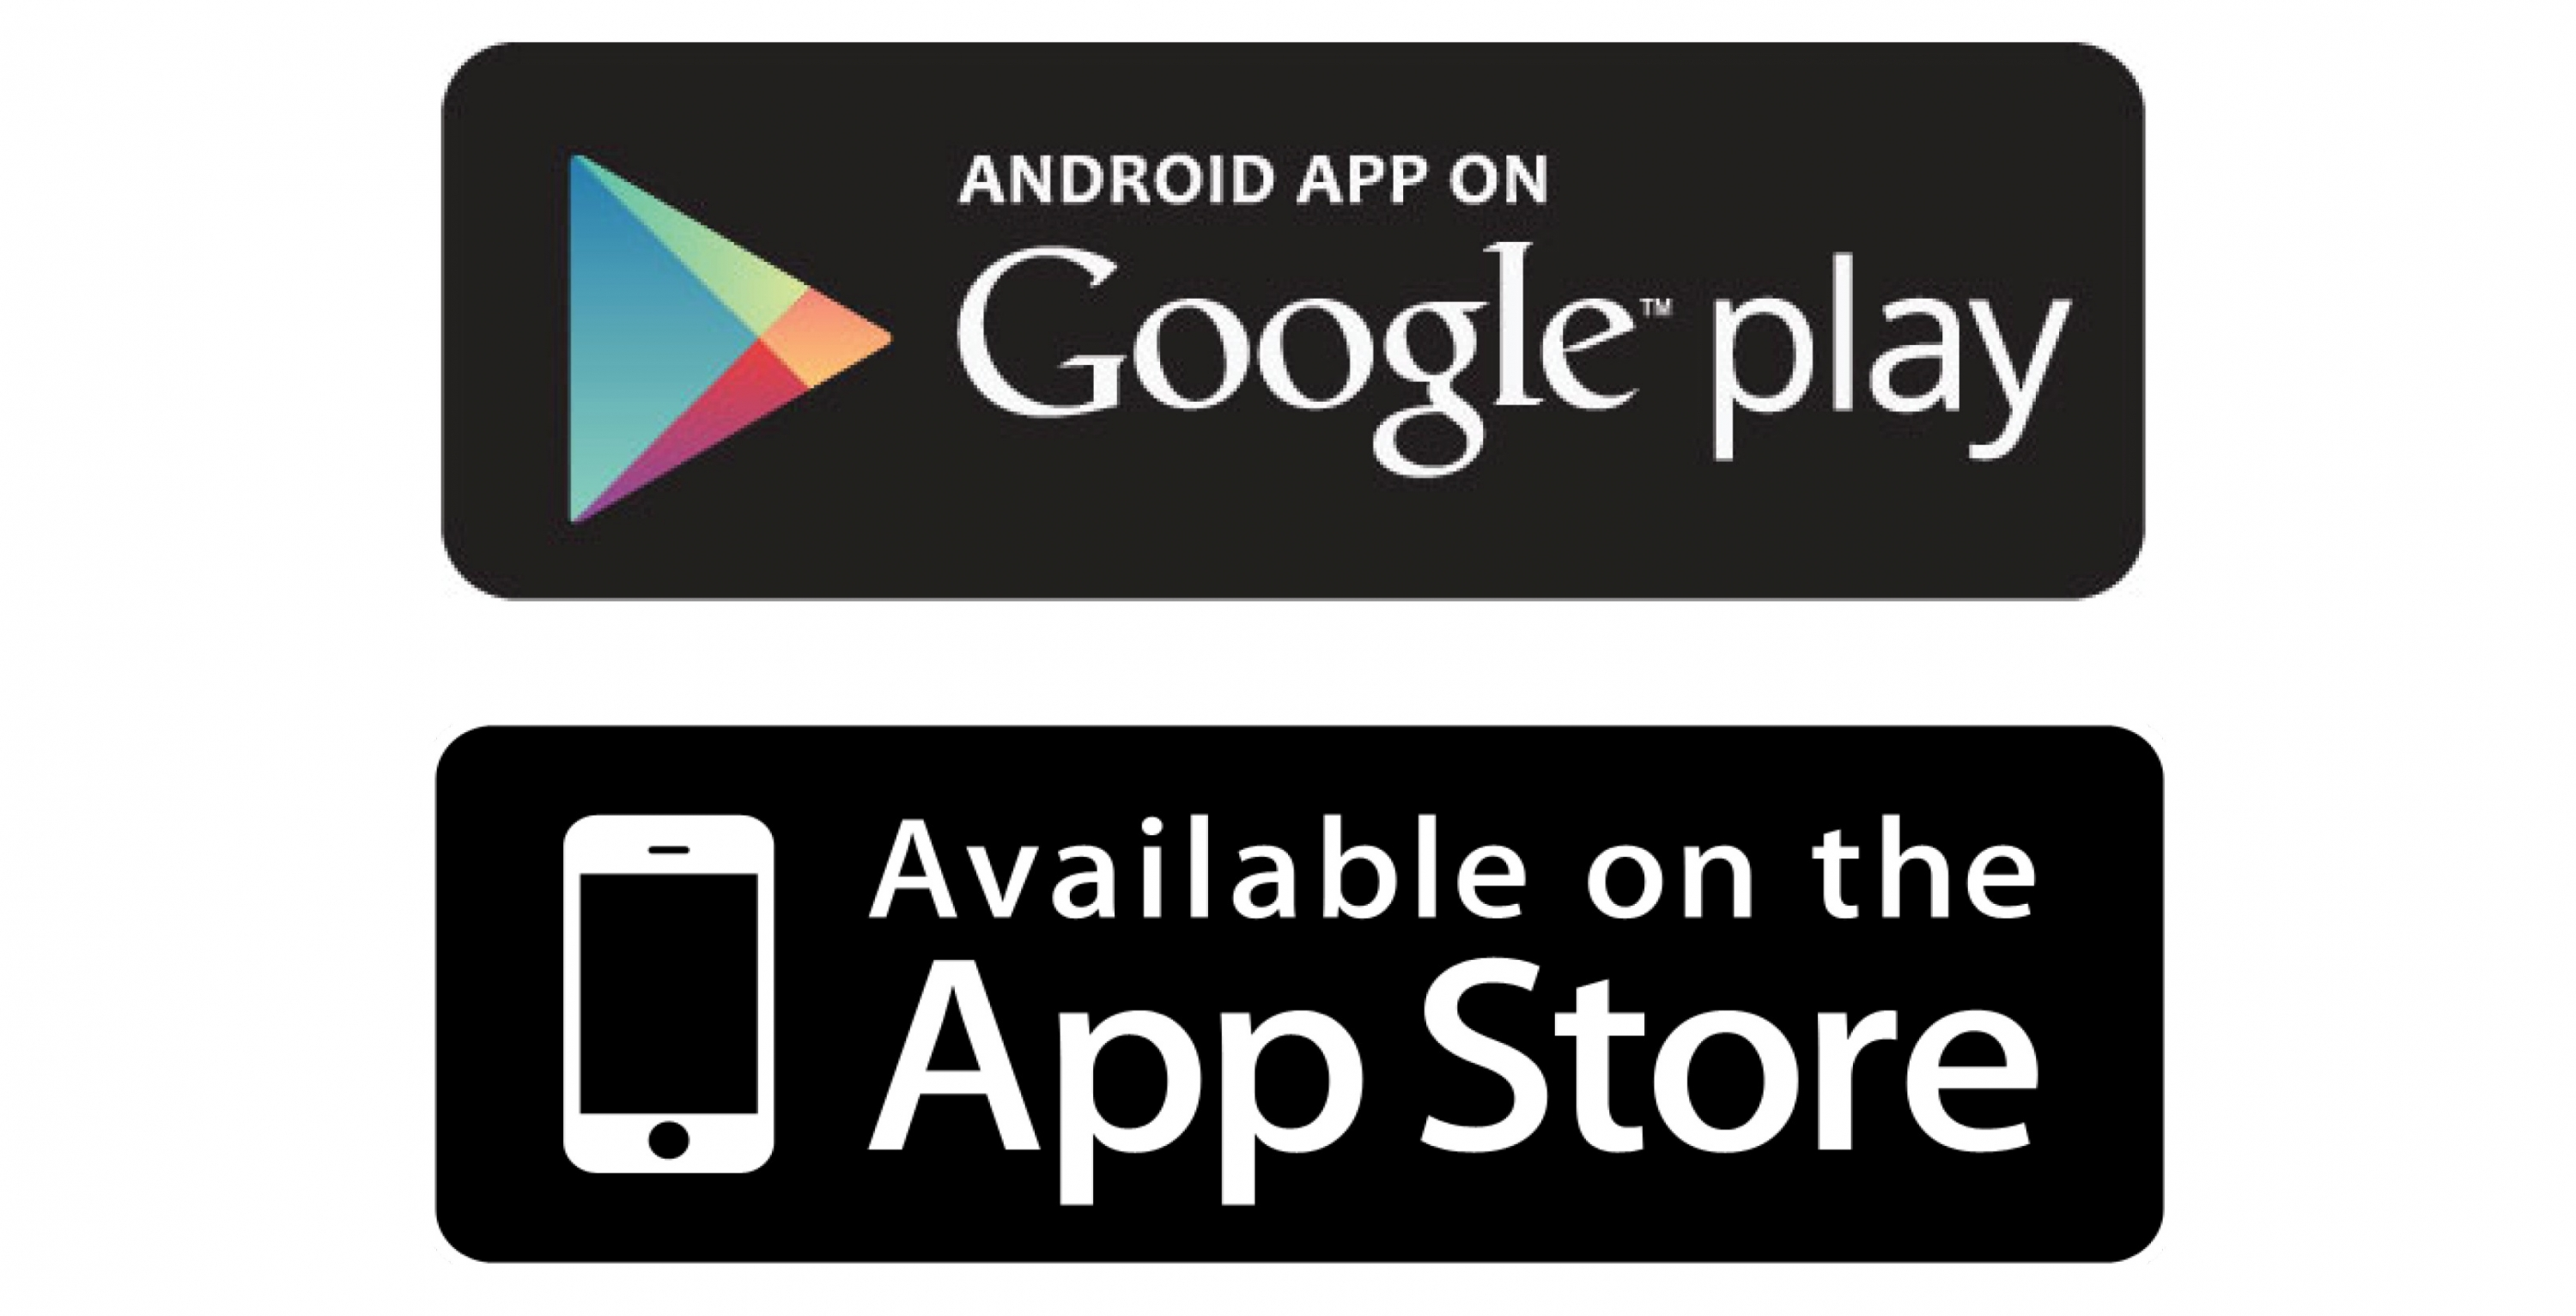 ANDROID APP ON
Google™ play
Available on the
App Store